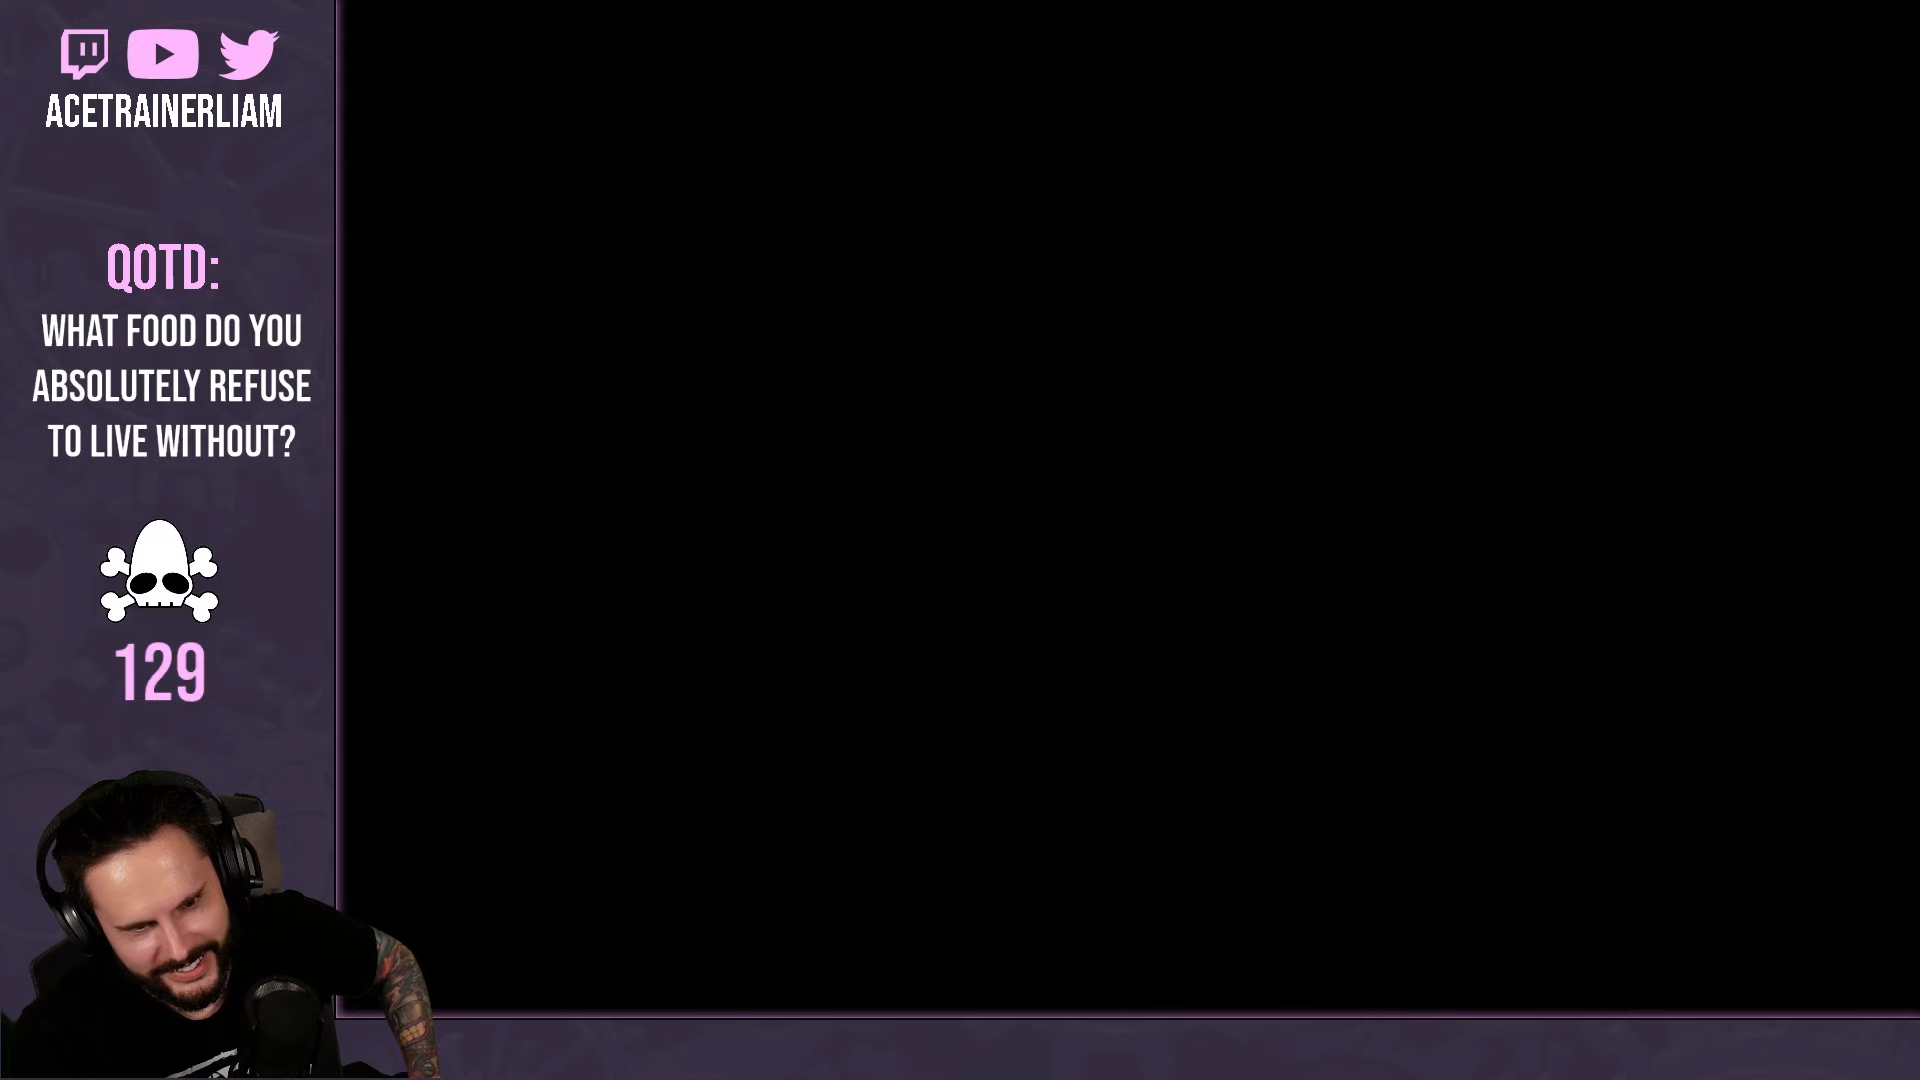 ACETRAINERLIAM
QOTD:
WHAT FOOD DO YOU
ABSOLUTELY REFUSE
TO LIVE WITHOUT?
129